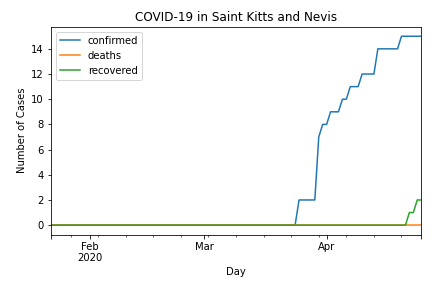 COVID-19 in Saint Kitts and Nevis
confirmed
deaths
recovered
Number of Cases
14
12
10
8
6
4
2
0
Feb
2020
Mar
Apr
Day